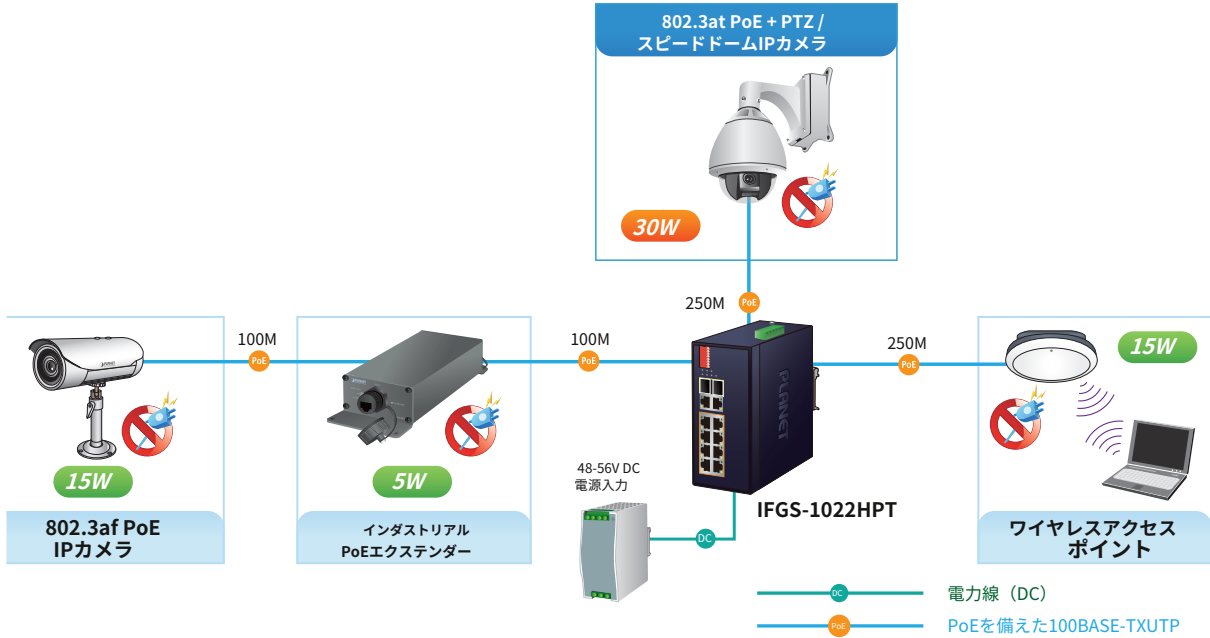 802.3at PoE + PTZ /
スピードドームIPカメラ
30W
250M
PoE
100M
PoE
100M
PoE
250M
PoE
15W
PLANET
15W
5W
48-56V DC
電源入力
IFGS-1022HPT
DC
802.3af PoE
IPカメラ
インダストリアル
PoEエクステンダー
ワイヤレスアクセス
ポイント
DC
電力線（DC）
PoE
PoEを備えた100BASE-TXUTP